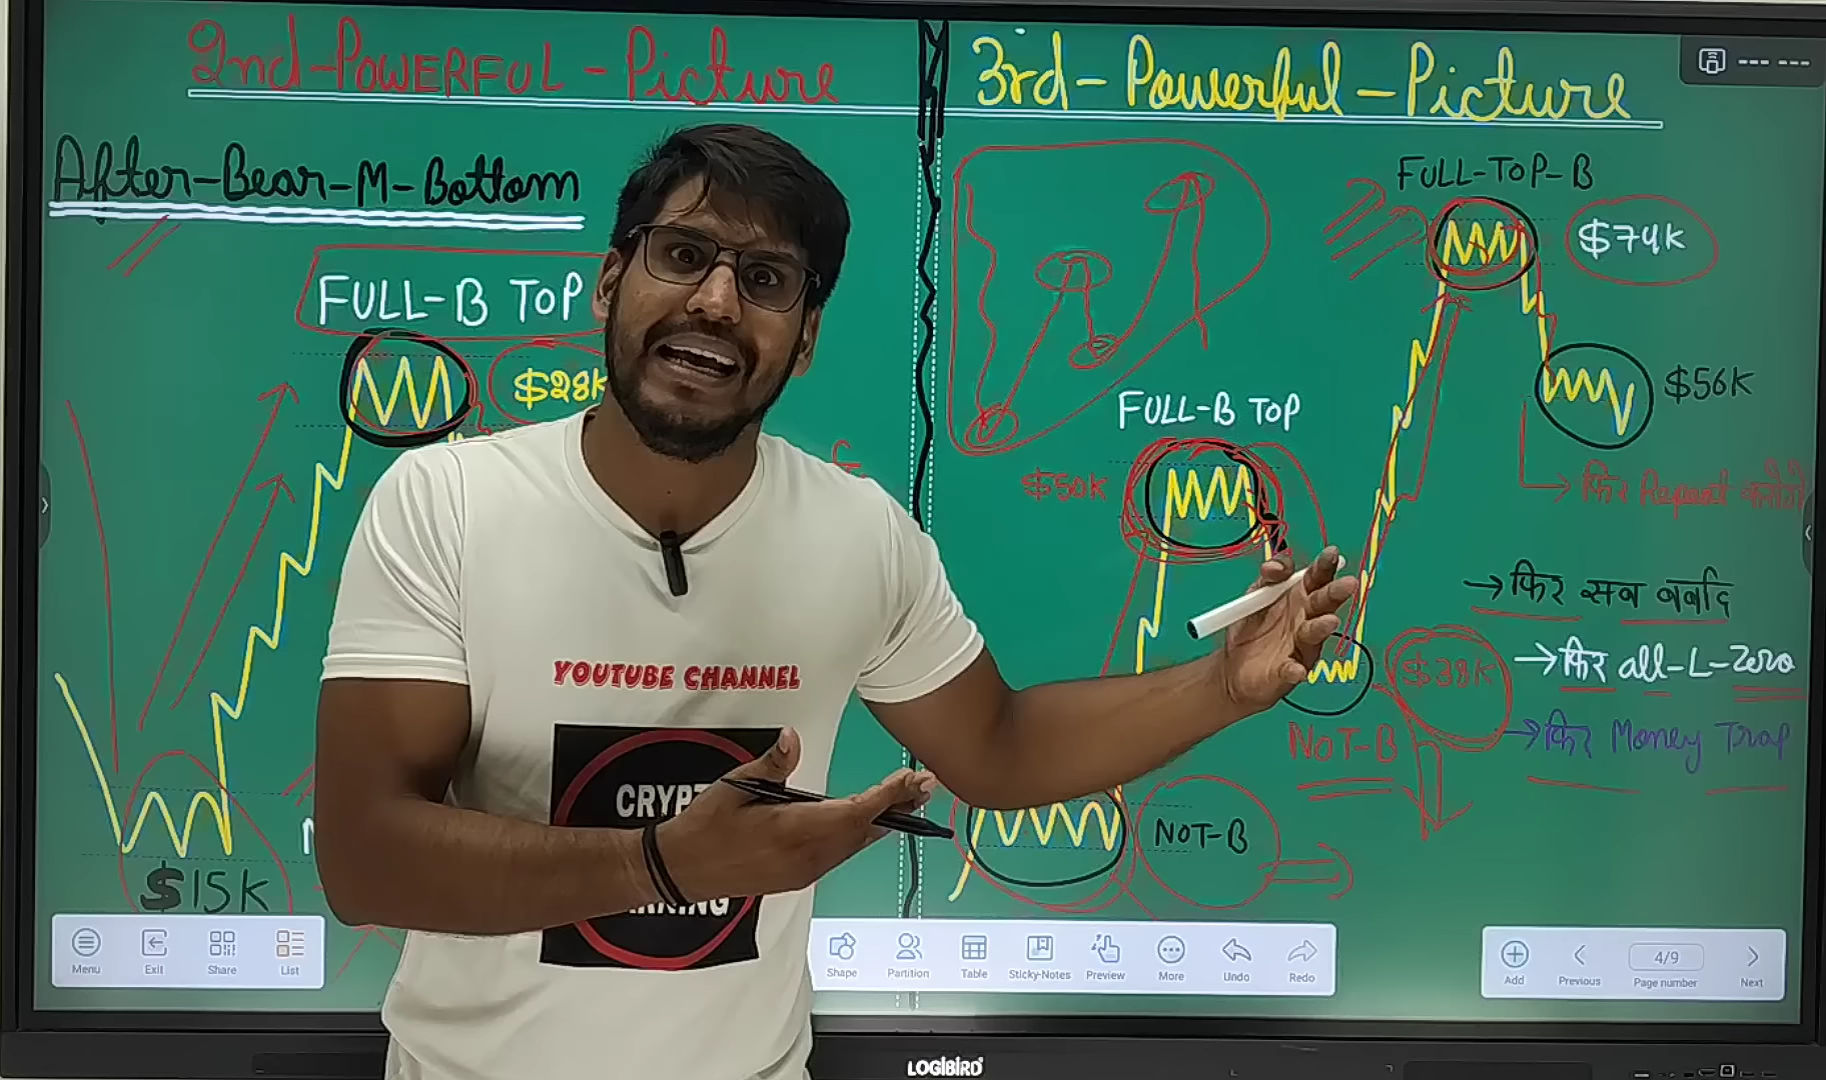 2nd-POWERFUL-Picture
After-Bear-M-Bottom
FULL-B TOP
$28K
$15K
3rd-Powerful-Picture
FULL-TOP-B
$74K
$56K
FULL-B TOP
$50K
→फिर Repeat
→फिर सब बर्बाद
→फिर all-L-Zero
→फिर Money Trap
$38K
NOT-B
NOT-B
YOUTUBE CHANNEL
Menu
Exit
Share
List
Shape
Partition
Table
Sticky-Notes
Preview
More
Undo
Redo
Add
Previous
4/9
Page number
Next
LOGIBIRD